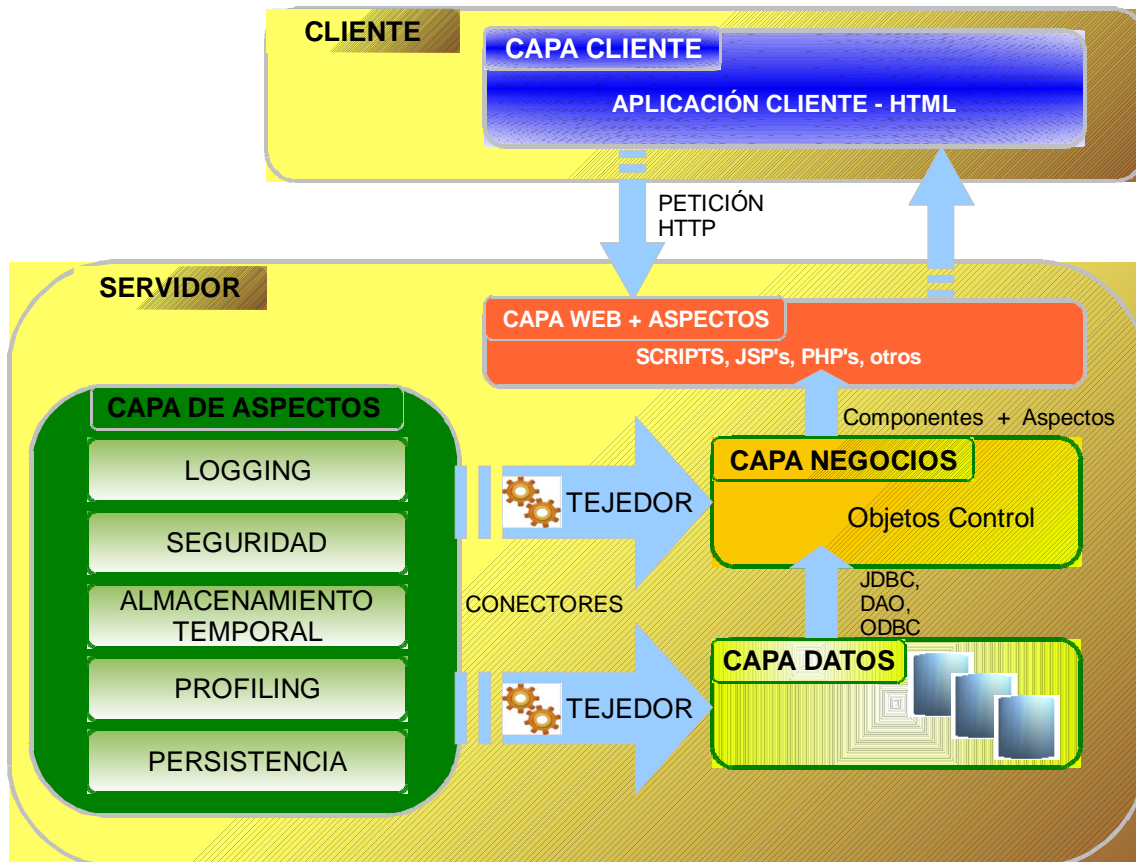 CLIENTE
CAPA CLIENTE
APLICACIÓN CLIENTE - HTML
PETICIÓN
HTTP
SERVIDOR
CAPA WEB + ASPECTOS
SCRIPTS, JSP's, PHP's, otros
CAPA DE ASPECTOS
LOGGING
SEGURIDAD
ALMACENAMIENTO
TEMPORAL
PROFILING
PERSISTENCIA
Componentes + Aspectos
TEJEDOR
CAPA NEGOCIOS
Objetos Control
CONECTORES
JDBC,
DAO,
ODBC
TEJEDOR
CAPA DATOS